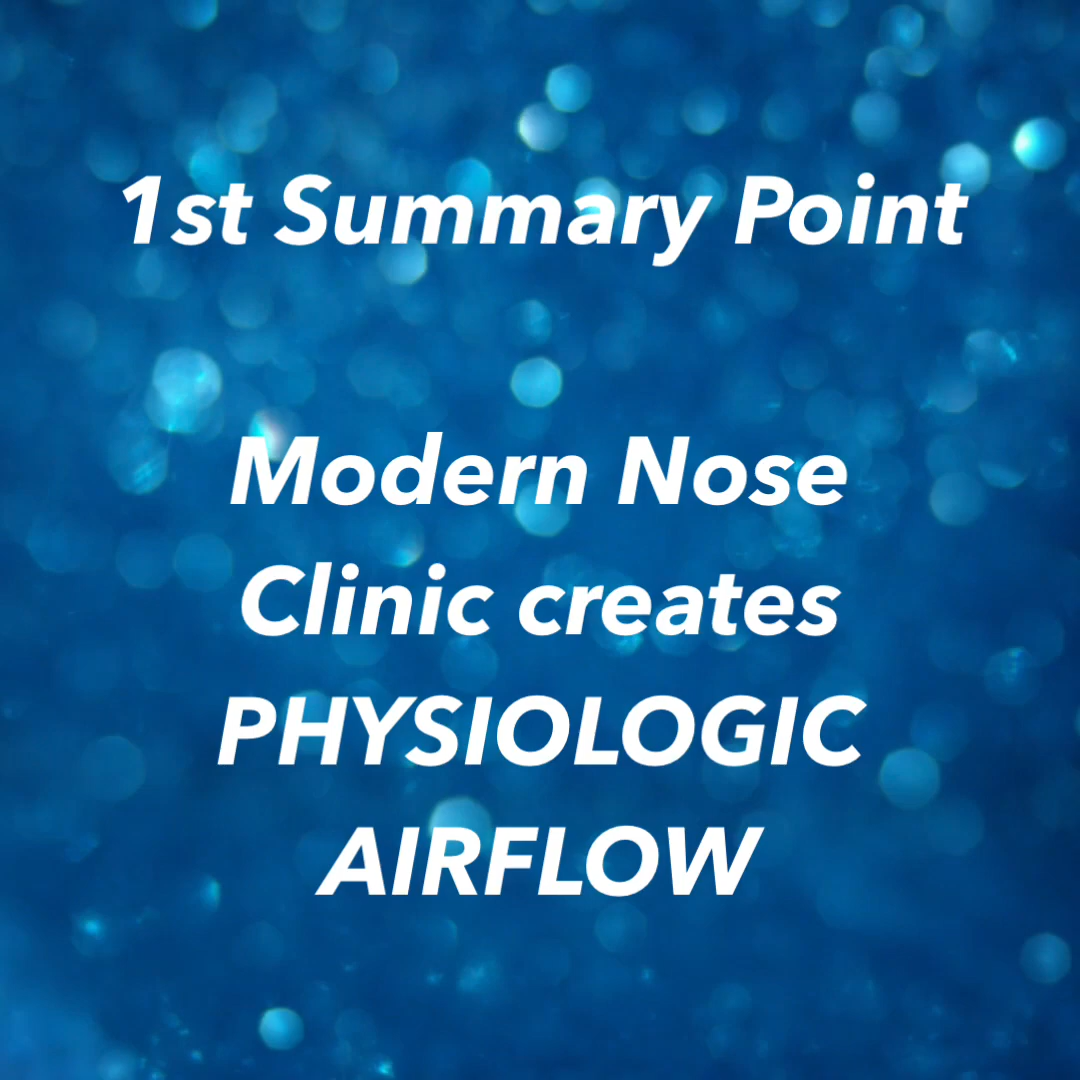 1st Summary Point
Modern Nose
Clinic creates
PHYSIOLOGIC
AIRFLOW